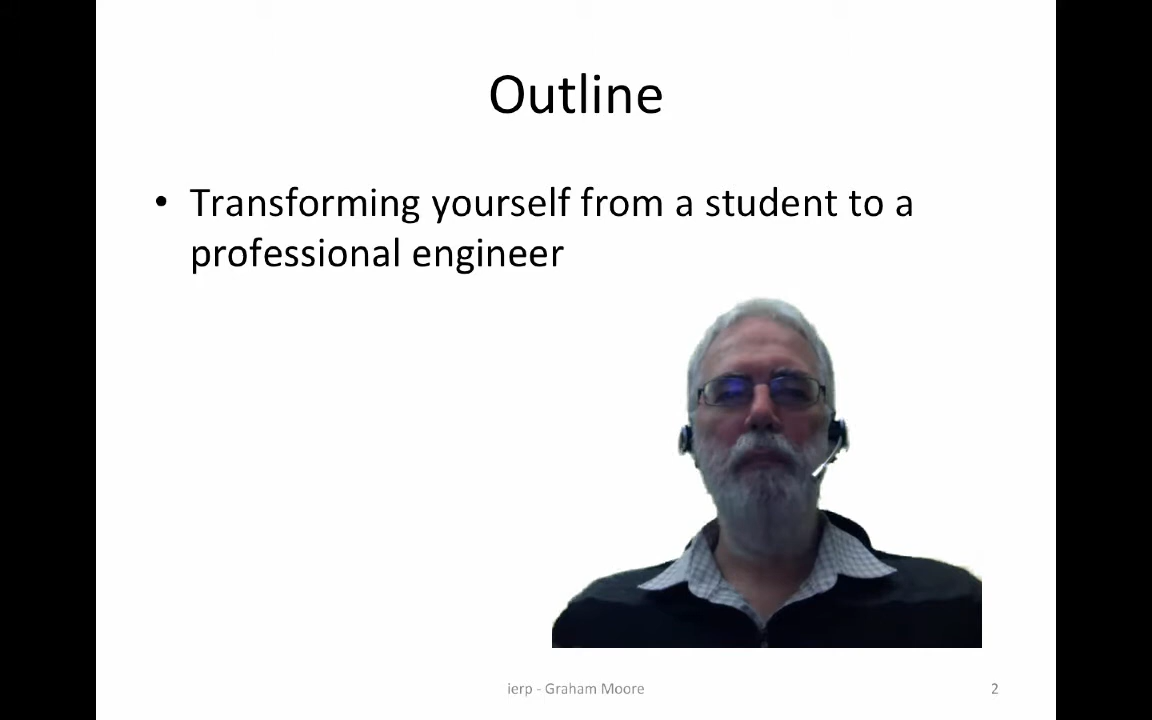 Outline
• Transforming yourself from a student to a
professional engineer
ierp - Graham Moore
2